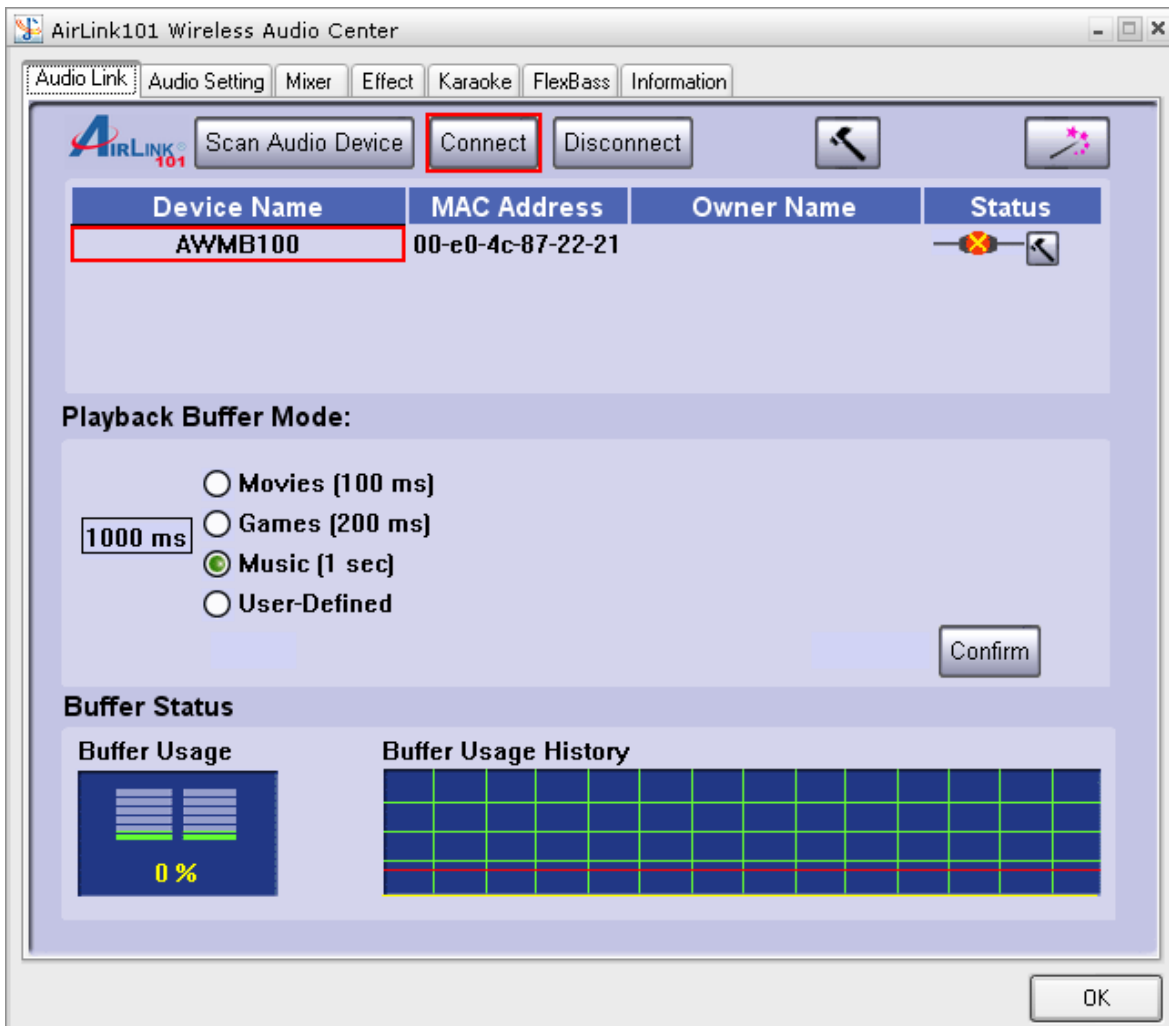 AirLink101 Wireless Audio Center
Audio Link Audio Setting Mixer Effect Karaoke FlexBass Information
AIRLINK® 101 Scan Audio Device Connect Disconnect
Device Name MAC Address Owner Name Status
AWMB100 00-e0-4c-87-22-21
Playback Buffer Mode:
Movies (100 ms)
1000 ms Games (200 ms)
Music (1 sec)
User-Defined
Confirm
Buffer Status
Buffer Usage Buffer Usage History
0 %
OK